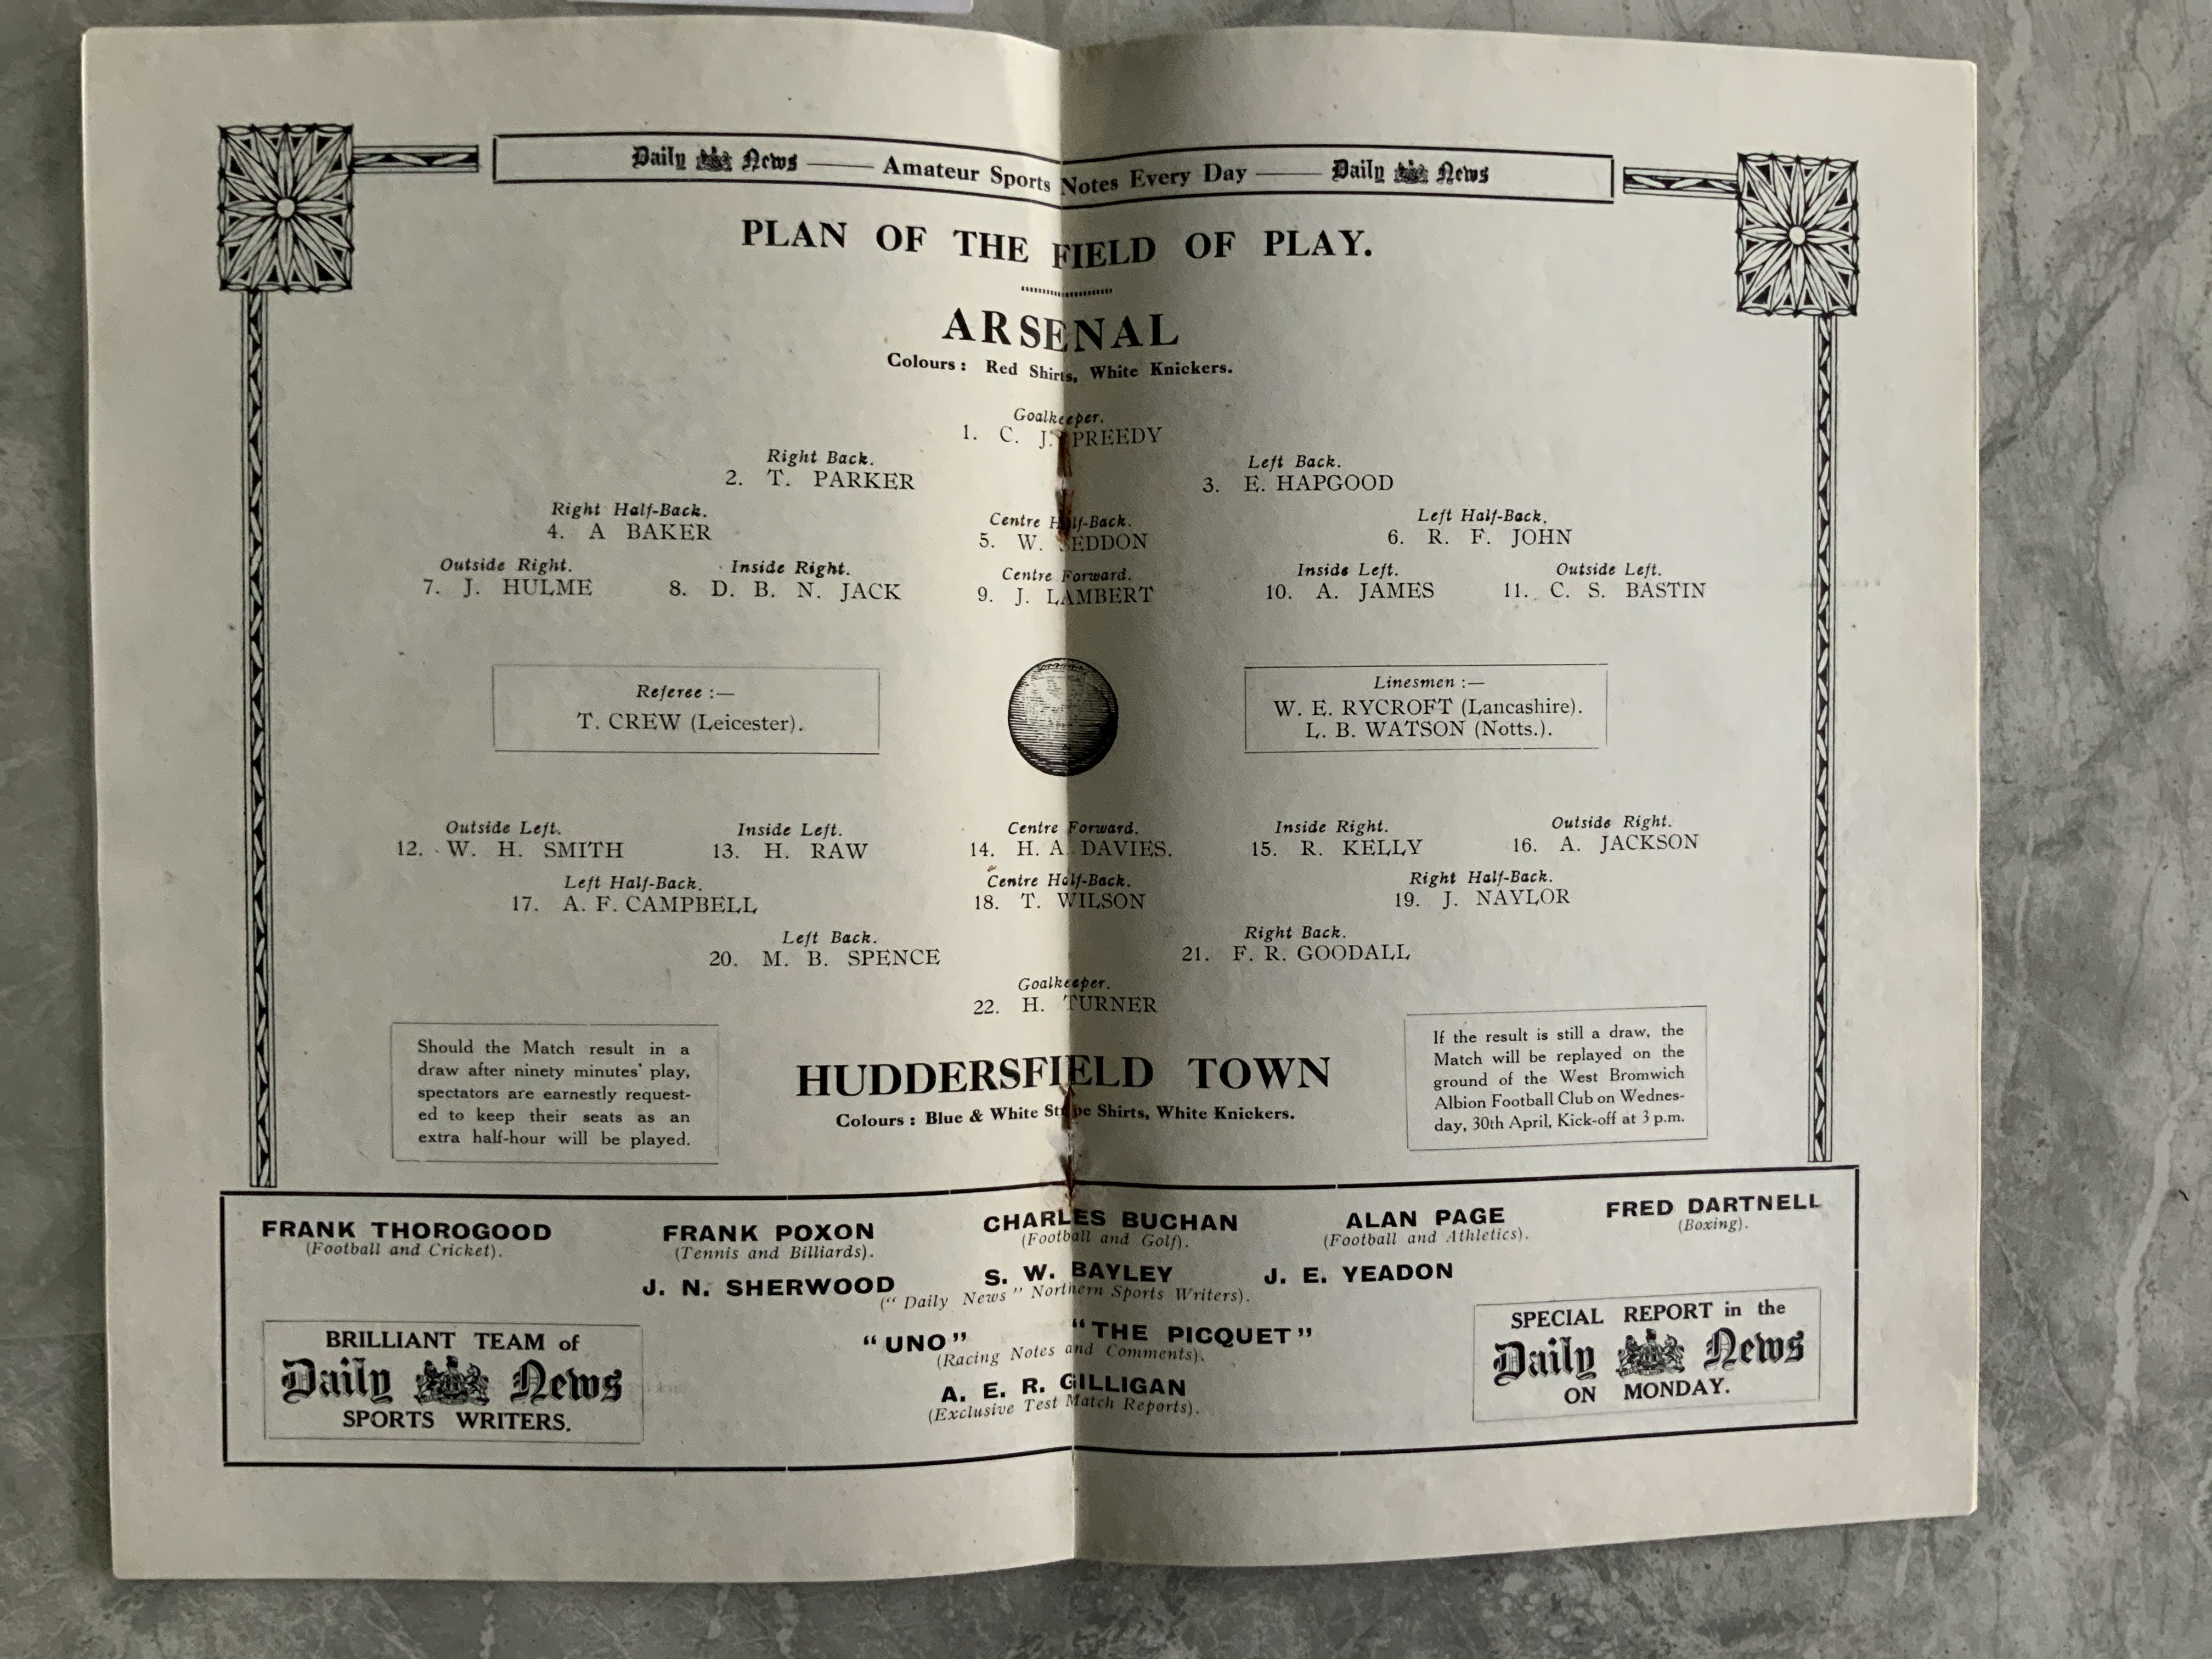 Daily News —— Amateur Sports Notes Every Day —— Daily News
PLAN OF THE FIELD OF PLAY.
ARSENAL
Colours : Red Shirts, White Knickers.
Goalkeeper.
1. C. J. PREEDY
Right Back. Left Back.
2. T. PARKER 3. E. HAPGOOD
Right Half-Back. Centre Half-Back. Left Half-Back.
4. A BAKER 5. W. SEDDON 6. R. F. JOHN
Outside Right. Inside Right. Centre Forward. Inside Left. Outside Left.
7. J. HULME 8. D. B. N. JACK 9. J. LAMBERT 10. A. JAMES 11. C. S. BASTIN
Referee :—
T. CREW (Leicester).
Linesmen :—
W. E. RYCROFT (Lancashire).
L. B. WATSON (Notts.).
Outside Left. Inside Left. Centre Forward. Inside Right. Outside Right.
12. W. H. SMITH 13. H. RAW 14. H. A. DAVIES. 15. R. KELLY 16. A. JACKSON
Left Half-Back. Centre Half-Back. Right Half-Back.
17. A. F. CAMPBELL 18. T. WILSON 19. J. NAYLOR
Left Back. Right Back.
20. M. B. SPENCE 21. F. R. GOODALL
Goalkeeper.
22. H. TURNER
HUDDERSFIELD TOWN
Colours : Blue & White Stripe Shirts, White Knickers.
Should the Match result in a
draw after ninety minutes' play,
spectators are earnestly request-
ed to keep their seats as an
extra half-hour will be played.
If the result is still a draw, the
Match will be replayed on the
ground of the West Bromwich
Albion Football Club on Wednes-
day, 30th April, Kick-off at 3 p.m.
FRANK THOROGOOD FRANK POXON CHARLES BUCHAN ALAN PAGE FRED DARTNELL
(Football and Cricket). (Tennis and Billiards). (Football and Golf). (Football and Athletics). (Boxing).
J. N. SHERWOOD S. W. BAYLEY J. E. YEADON
("Daily News" Northern Sports Writers).
"UNO" "THE PICQUET"
(Racing Notes and Comments).
A. E. R. GILLIGAN
(Exclusive Test Match Reports).
BRILLIANT TEAM of
Daily News
SPORTS WRITERS.
SPECIAL REPORT in the
Daily News
ON MONDAY.